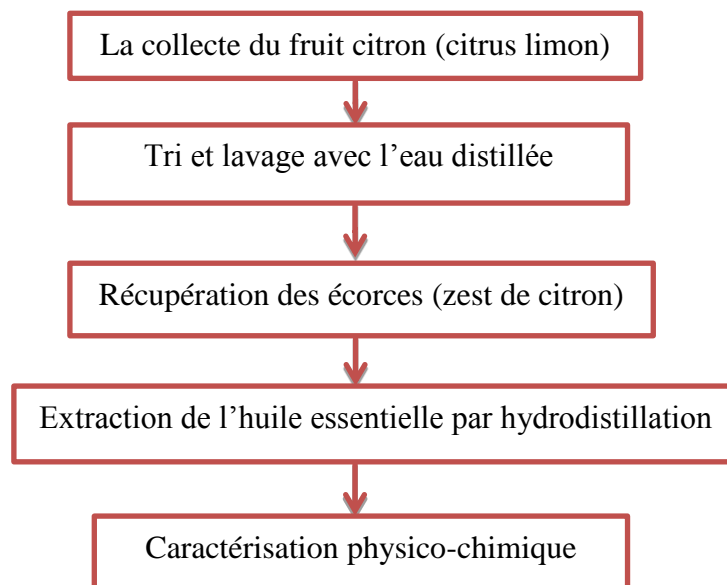 La collecte du fruit citron (citrus limon)
Tri et lavage avec l’eau distillée
Récupération des écorces (zest de citron)
Extraction de l’huile essentielle par hydrodistillation
Caractérisation physico-chimique